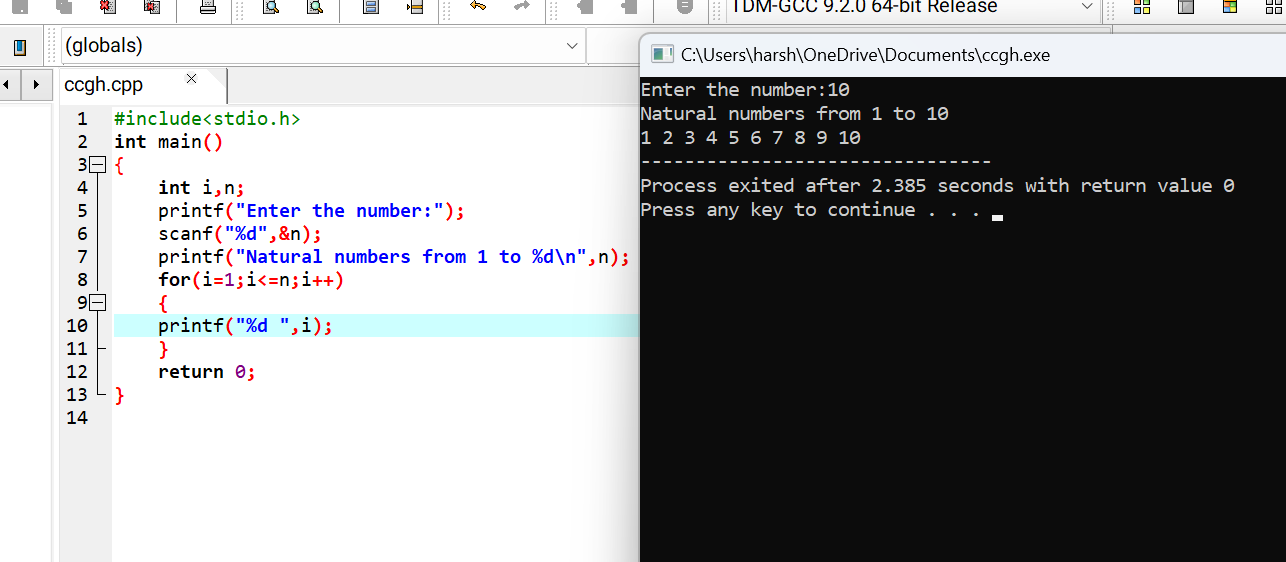 TDM-GCC 9.2.0 64-bit Release
(globals)
ccgh.cpp
1 #include<stdio.h>
2 int main()
3 {
4 int i,n;
5 printf("Enter the number:");
6 scanf("%d",&n);
7 printf("Natural numbers from 1 to %d\n",n);
8 for(i=1;i<=n;i++)
9 {
10 printf("%d ",i);
11 }
12 return 0;
13 }
14
C:\Users\harsh\OneDrive\Documents\ccgh.exe
Enter the number:10
Natural numbers from 1 to 10
1 2 3 4 5 6 7 8 9 10
--------------------------------
Process exited after 2.385 seconds with return value 0
Press any key to continue . . .